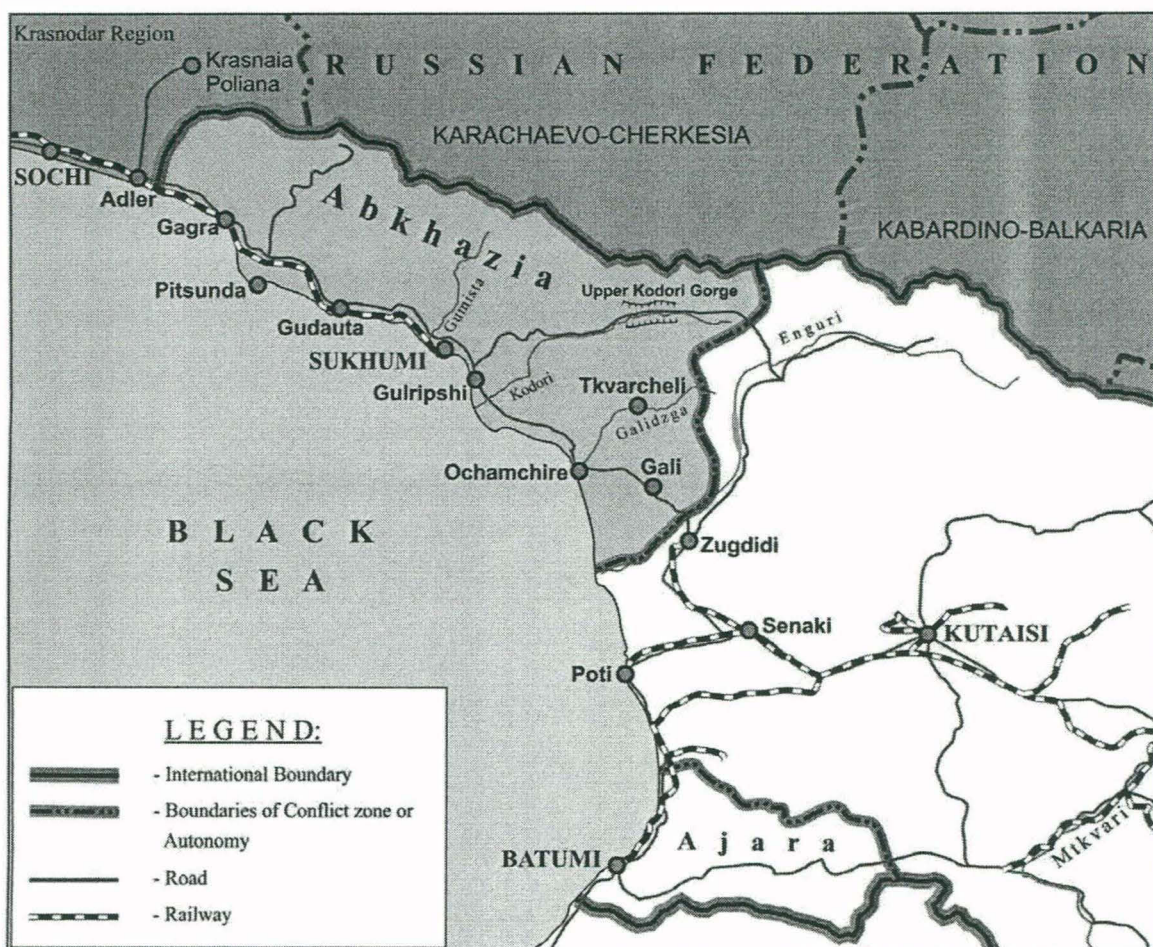 Krasnodar Region
Krasnaia
Poliana
RUSSIAN FEDERATION
KARACHAEVO-CHERKESIA
KABARDINO-BALKARIA
SOCHI
Adler
Gagra
Abkhazia
Pitsunda
Gudauta
Gumista
Upper Kodori Gorge
Enguri
SUKHUMI
Gulripshi
Kodori
Tkvarcheli
Galidzga
Ochamchire
Gali
BLACK
SEA
Zugdidi
Senaki
KUTAISI
Poti
Ajara
Mtkvari
BATUMI
LEGEND:
- International Boundary
- Boundaries of Conflict zone or
Autonomy
- Road
- Railway